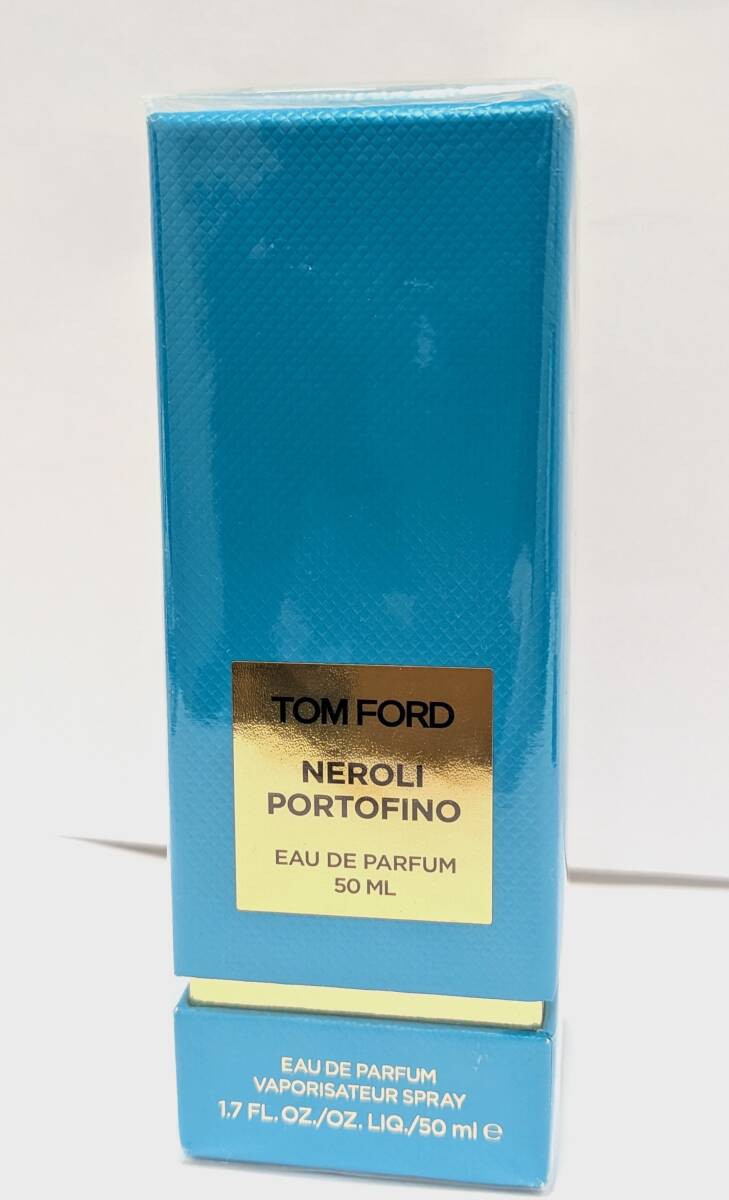 TOM FORD
NEROLI
PORTOFINO
EAU DE PARFUM
50 ML
EAU DE PARFUM
VAPORISATEUR SPRAY
1.7 FL. OZ./OZ. LIQ./50 ml ℮